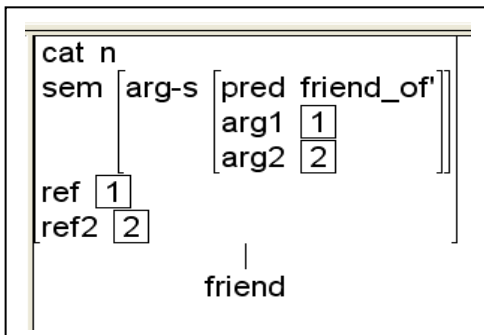 cat n
sem arg-s pred friend_of'
arg1 1
arg2 2
ref 1
ref2 2
friend